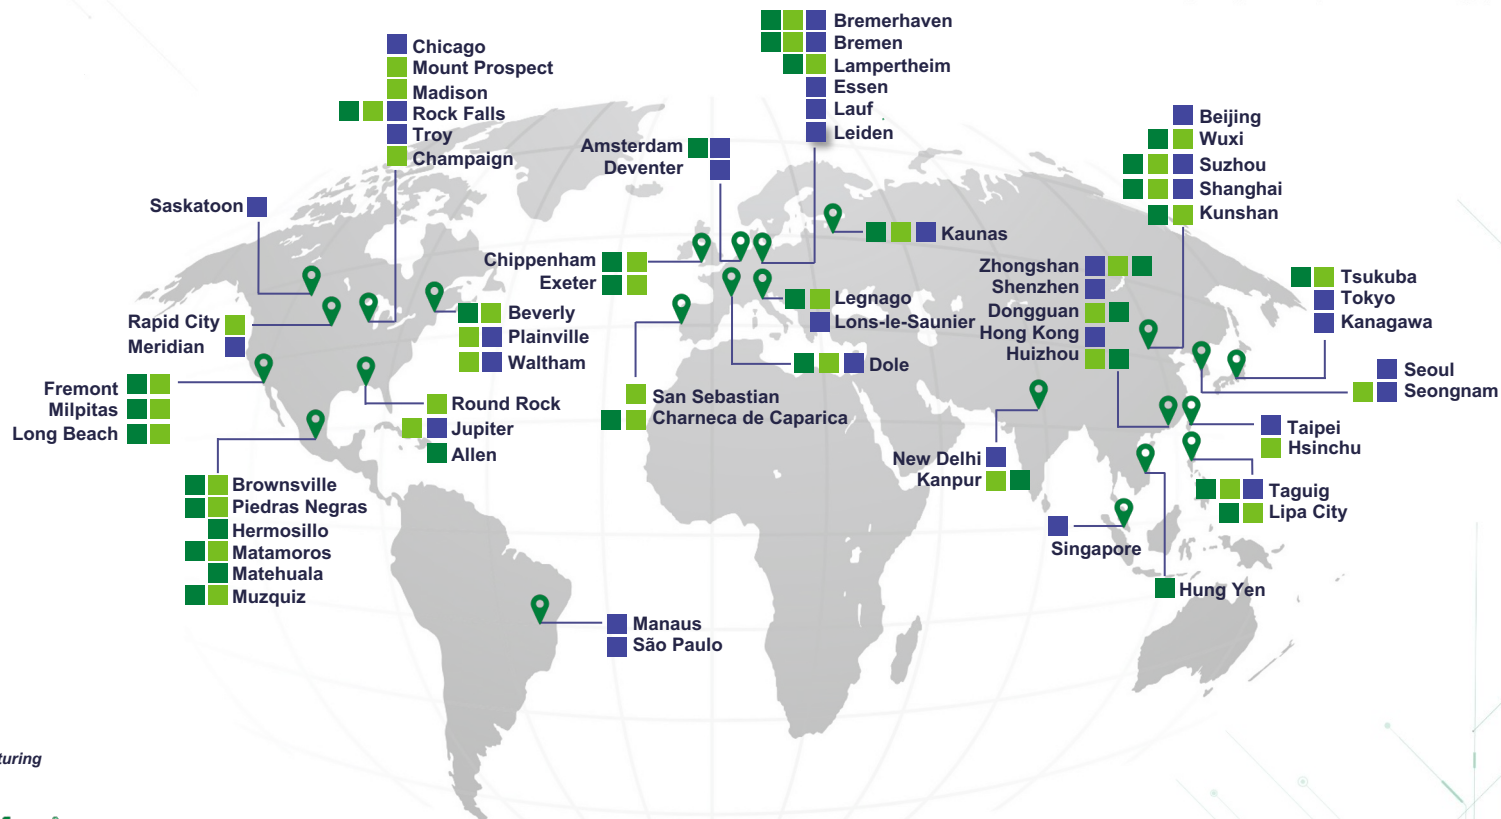 Bremerhaven
Bremen
Lampertheim
Essen
Lauf
Leiden
Chicago
Mount Prospect
Madison
Rock Falls
Troy
Champaign
Amsterdam
Deventer
Beijing
Wuxi
Suzhou
Shanghai
Kunshan
Saskatoon
Kaunas
Chippenham
Exeter
Zhongshan
Shenzhen
Dongguan
Hong Kong
Huizhou
Tsukuba
Tokyo
Kanagawa
Rapid City
Meridian
Beverly
Plainville
Waltham
Legnago
Lons-le-Saunier
Dole
Seoul
Seongnam
Fremont
Milpitas
Long Beach
Round Rock
Jupiter
Allen
San Sebastian
Charneca de Caparica
Taipei
Hsinchu
New Delhi
Kanpur
Brownsville
Piedras Negras
Hermosillo
Matamoros
Matehuala
Muzquiz
Taguig
Lipa City
Singapore
Hung Yen
Manaus
São Paulo
turing